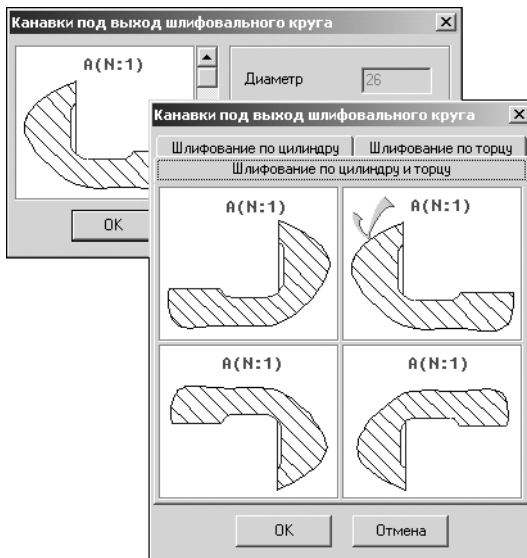 Канавки под выход шлифовального круга
A(N:1)
Диаметр
26
OK
Канавки под выход шлифовального круга
Шлифование по цилиндру
Шлифование по торцу
Шлифование по цилиндру и торцу
A(N:1)
A(N:1)
A(N:1)
A(N:1)
OK
Отмена